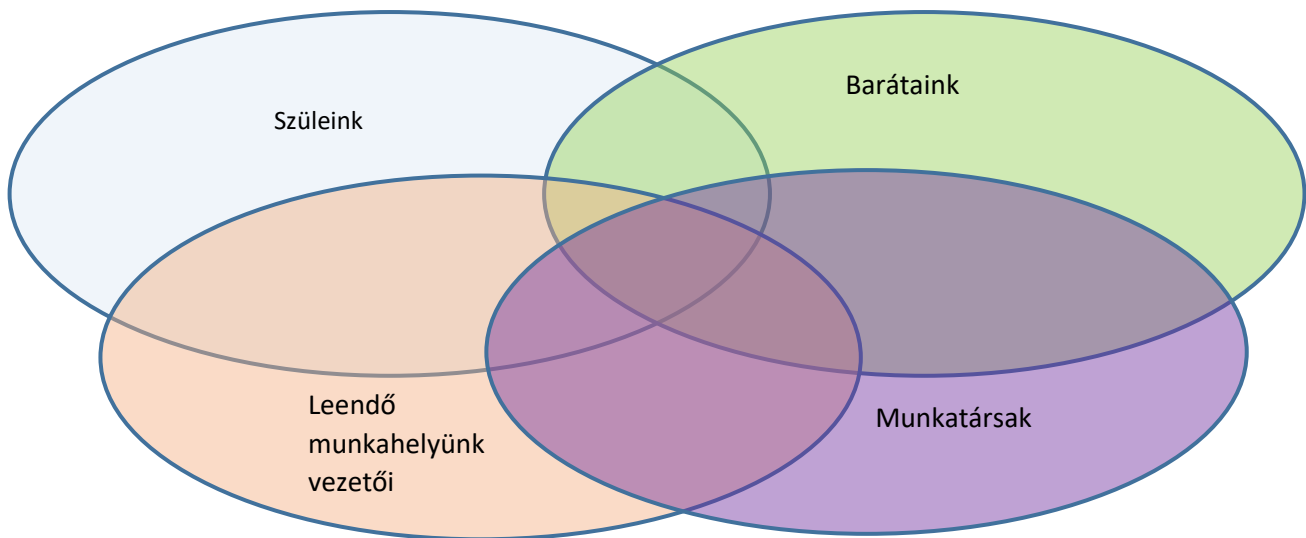 Szüleink
Barátaink
Leendő
munkahelyünk
vezetői
Munkatársak